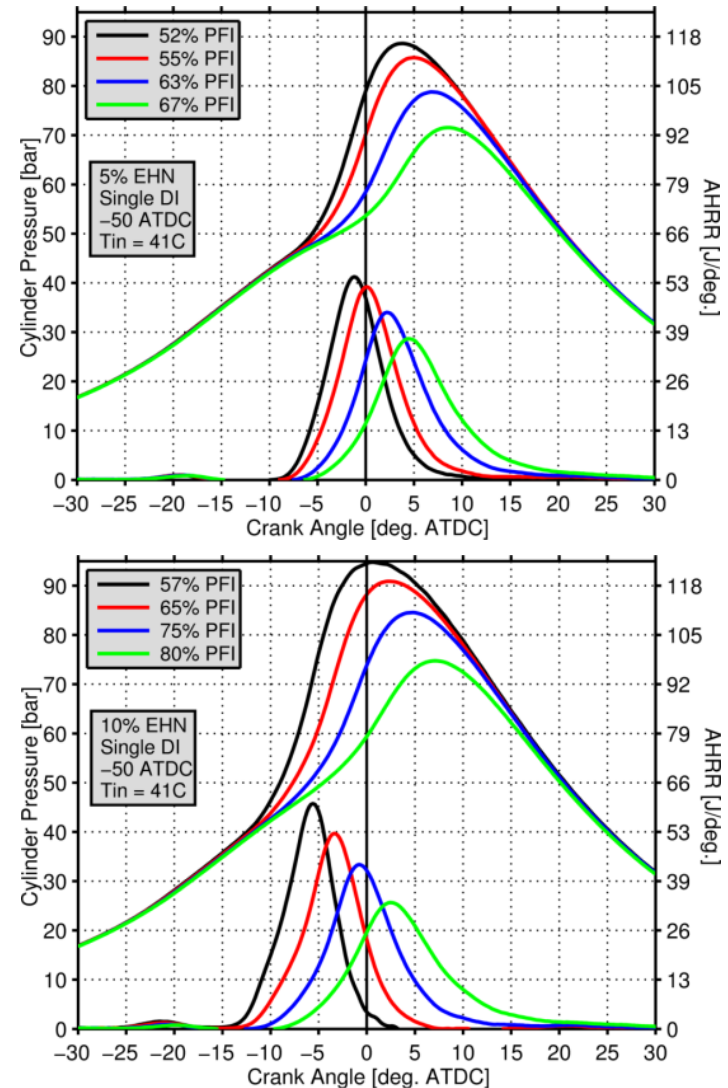 52% PFI
55% PFI
63% PFI
67% PFI
5% EHN
Single DI
−50 ATDC
Tin = 41C
Cylinder Pressure [bar]
90
80
70
60
50
40
30
20
10
0
118
105
92
79
66
53
39
26
13
0
AHRR [J/deg.]
−30 −25 −20 −15 −10 −5 0 5 10 15 20 25 30
Crank Angle [deg. ATDC]
57% PFI
65% PFI
75% PFI
80% PFI
10% EHN
Single DI
−50 ATDC
Tin = 41C
Cylinder Pressure [bar]
90
80
70
60
50
40
30
20
10
0
118
105
92
79
66
53
39
26
13
0
AHRR [J/deg.]
−30 −25 −20 −15 −10 −5 0 5 10 15 20 25 30
Crank Angle [deg. ATDC]